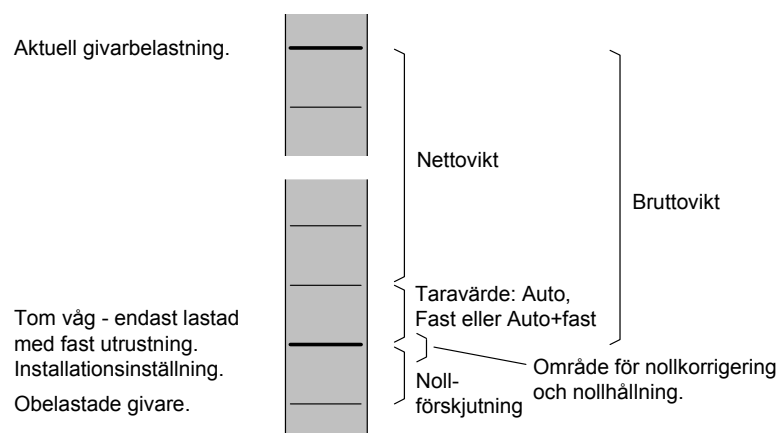 Aktuell givarbelastning.
Nettovikt
Bruttovikt
Taravärde: Auto,
Fast eller Auto+fast
Tom våg - endast lastad
med fast utrustning.
Installationsinställning.
Område för nollkorrigering
och nollhållning.
Noll-
förskjutning
Obelastade givare.